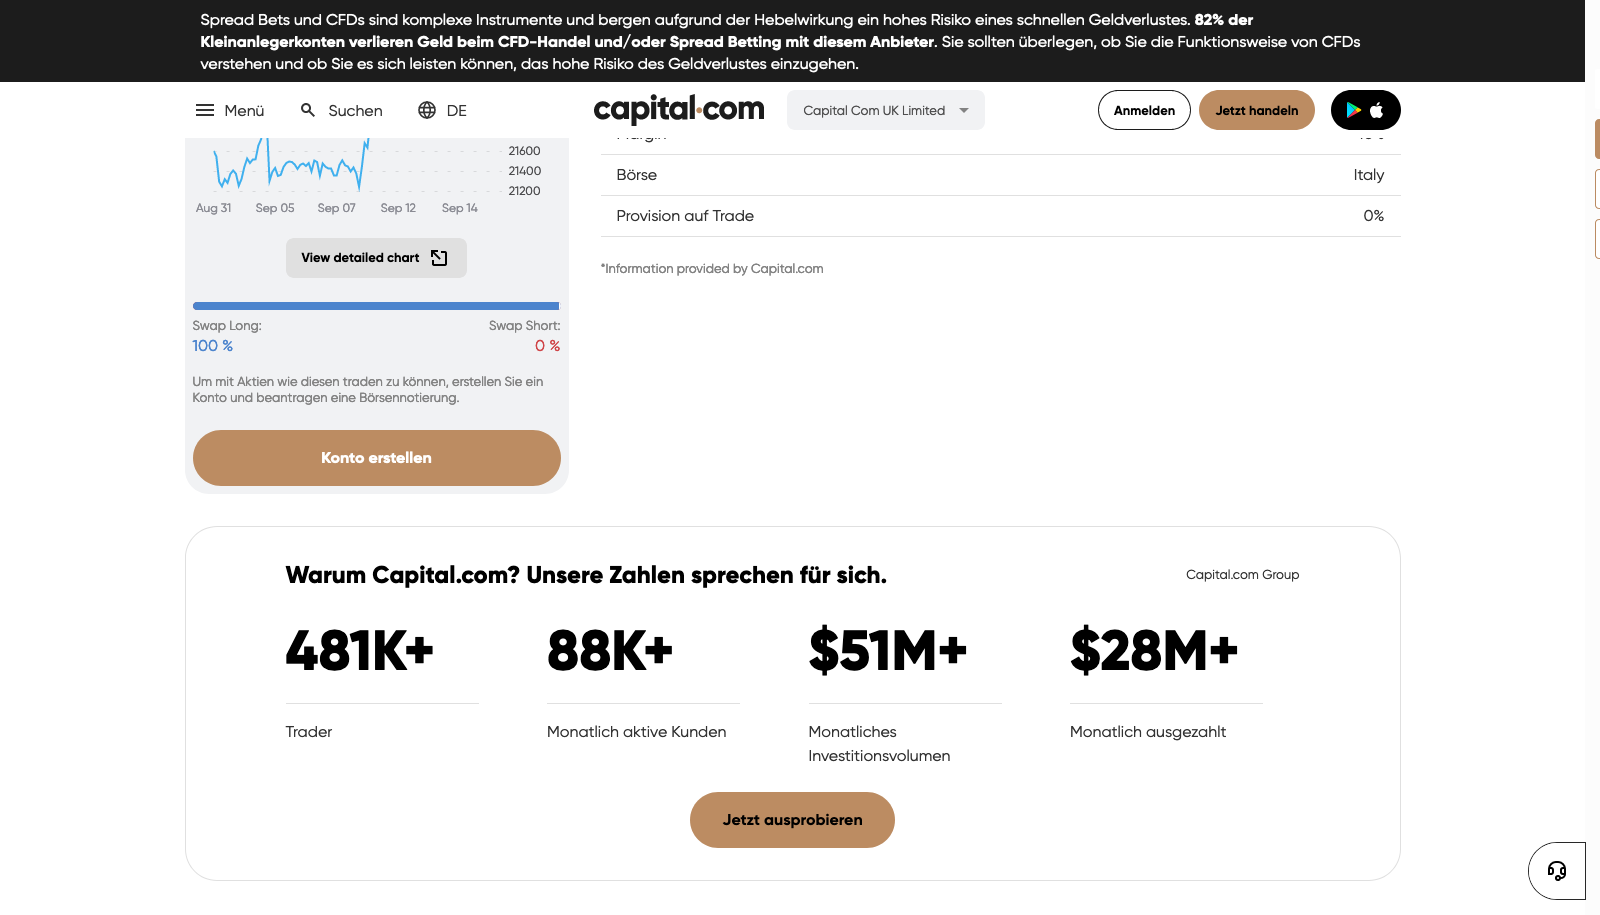 Spread Bets und CFDs sind komplexe Instrumente und bergen aufgrund der Hebelwirkung ein hohes Risiko eines schnellen Geldverlustes. 82% der
Kleinanlegerkonten verlieren Geld beim CFD-Handel und/oder Spread Betting mit diesem Anbieter. Sie sollten überlegen, ob Sie die Funktionsweise von CFDs
verstehen und ob Sie es sich leisten können, das hohe Risiko des Geldverlustes einzugehen.
Menü
Suchen
DE
capital.com
Capital Com UK Limited
Anmelden
Jetzt handeln
21600
21400
21200
Aug 31
Sep 05
Sep 07
Sep 12
Sep 14
View detailed chart
Swap Long:
Swap Short:
100 %
0 %
Um mit Aktien wie diesen traden zu können, erstellen Sie ein
Konto und beantragen eine Börsennotierung.
Konto erstellen
Börse
Italy
Provision auf Trade
0%
*Information provided by Capital.com
Warum Capital.com? Unsere Zahlen sprechen für sich.
Capital.com Group
481K+
88K+
$51M+
$28M+
Trader
Monatlich aktive Kunden
Monatliches
Investitionsvolumen
Monatlich ausgezahlt
Jetzt ausprobieren